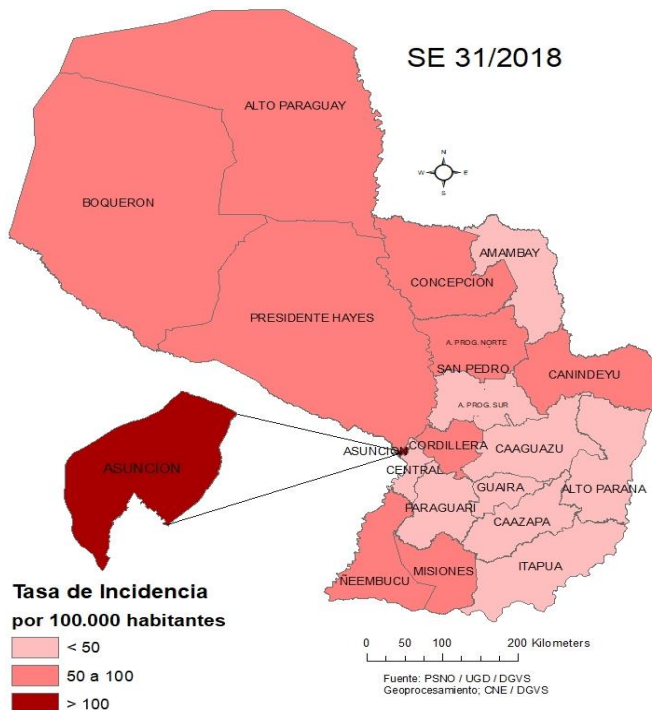 SE 31/2018
ALTO PARAGUAY
N
W E
S
BOQUERON
AMAMBAY
CONCEPCION
PRESIDENTE HAYES
A. PROG. NORTE
SAN PEDRO
CANINDEYU
A. PROG. SUR
ASUNCION
CORDILLERA
CAAGUAZU
ASUNCION
CENTRAL
GUAIRA
ALTO PARANA
PARAGUARI
CAAZAPA
ITAPUA
MISIONES
ÑEEMBUCU
Tasa de Incidencia
por 100.000 habitantes
< 50
50 a 100
> 100
0 50 100 200 Kilometers
Fuente: PSNO / UGD / DGVS
Geoprocesamiento; CNE / DGVS